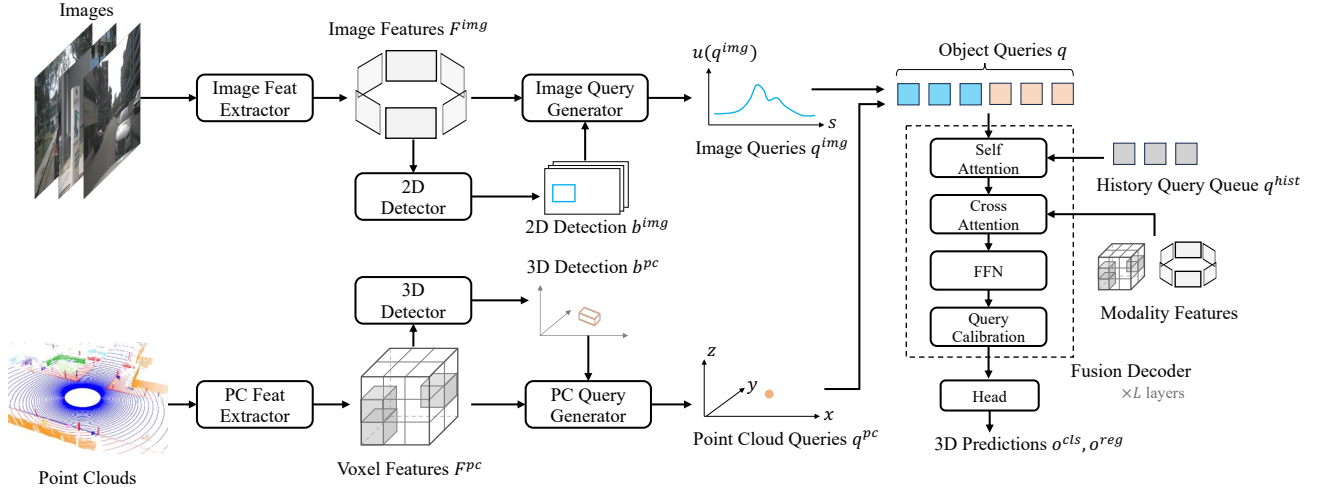 Images
Image Features F^{img}
Image Feat
Extractor
Image Query
Generator
2D
Detector
2D Detection b^{img}
u(q^{img})
s
Image Queries q^{img}
Object Queries q
Self
Attention
History Query Queue q^{hist}
Cross
Attention
FFN
Query
Calibration
Modality Features
Fusion Decoder
×L layers
Head
3D Predictions o^{cls}, o^{reg}
3D Detection b^{pc}
3D
Detector
PC Feat
Extractor
PC Query
Generator
z
y
x
Point Cloud Queries q^{pc}
Voxel Features F^{pc}
Point Clouds